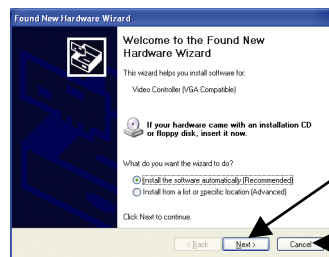 Found New Hardware Wizard
Welcome to the Found New
Hardware Wizard
This wizard helps you install software for:
Video Controller (VGA Compatible)
If your hardware came with an installation CD
or floppy disk, insert it now.
What do you want the wizard to do?
Install the software automatically (Recommended)
Install from a list or specific location (Advanced)
Click Next to continue.
< Back Next > Cancel